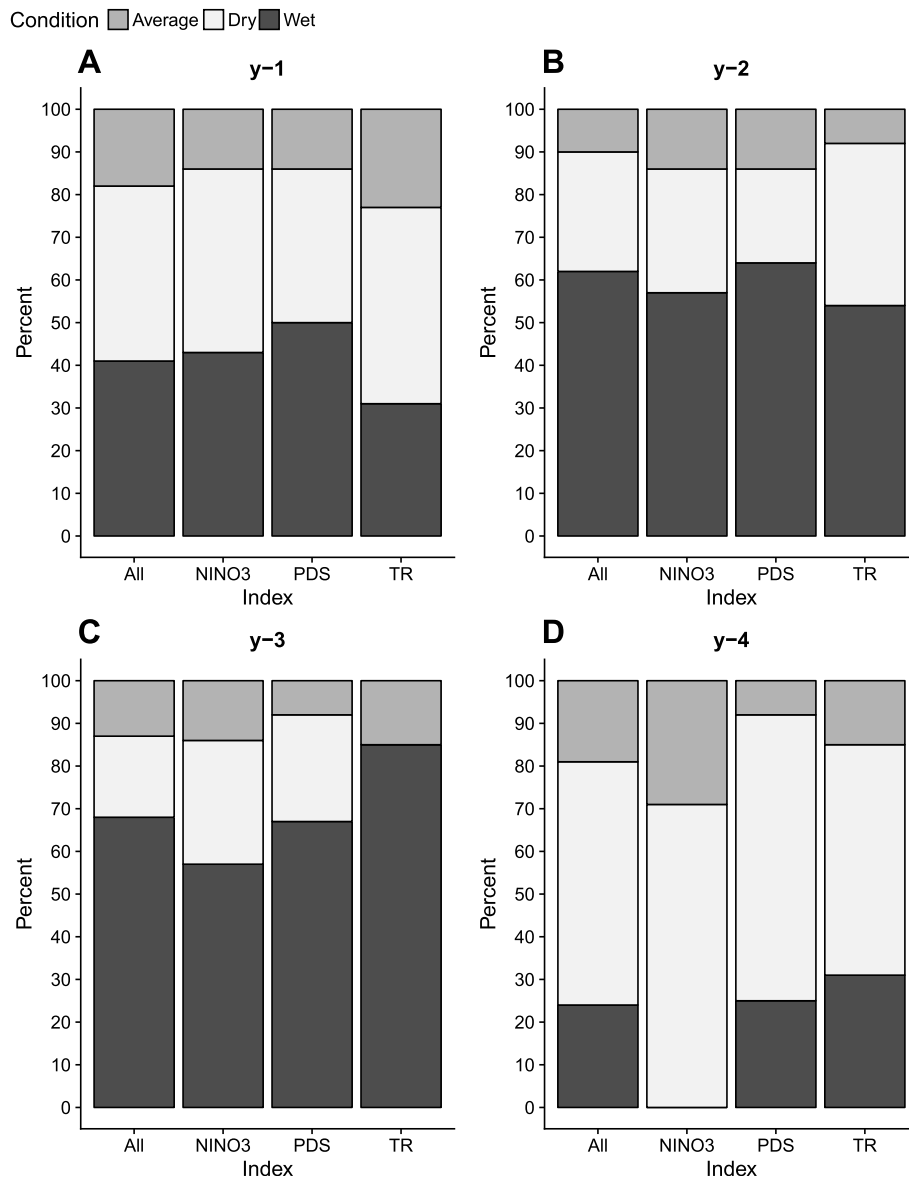 Condition Average Dry Wet
A y−1
Percent
100
90
80
70
60
50
40
30
20
10
0
All NINO3 PDS TR
Index
B y−2
Percent
100
90
80
70
60
50
40
30
20
10
0
All NINO3 PDS TR
Index
C y−3
Percent
100
90
80
70
60
50
40
30
20
10
0
All NINO3 PDS TR
Index
D y−4
Percent
100
90
80
70
60
50
40
30
20
10
0
All NINO3 PDS TR
Index